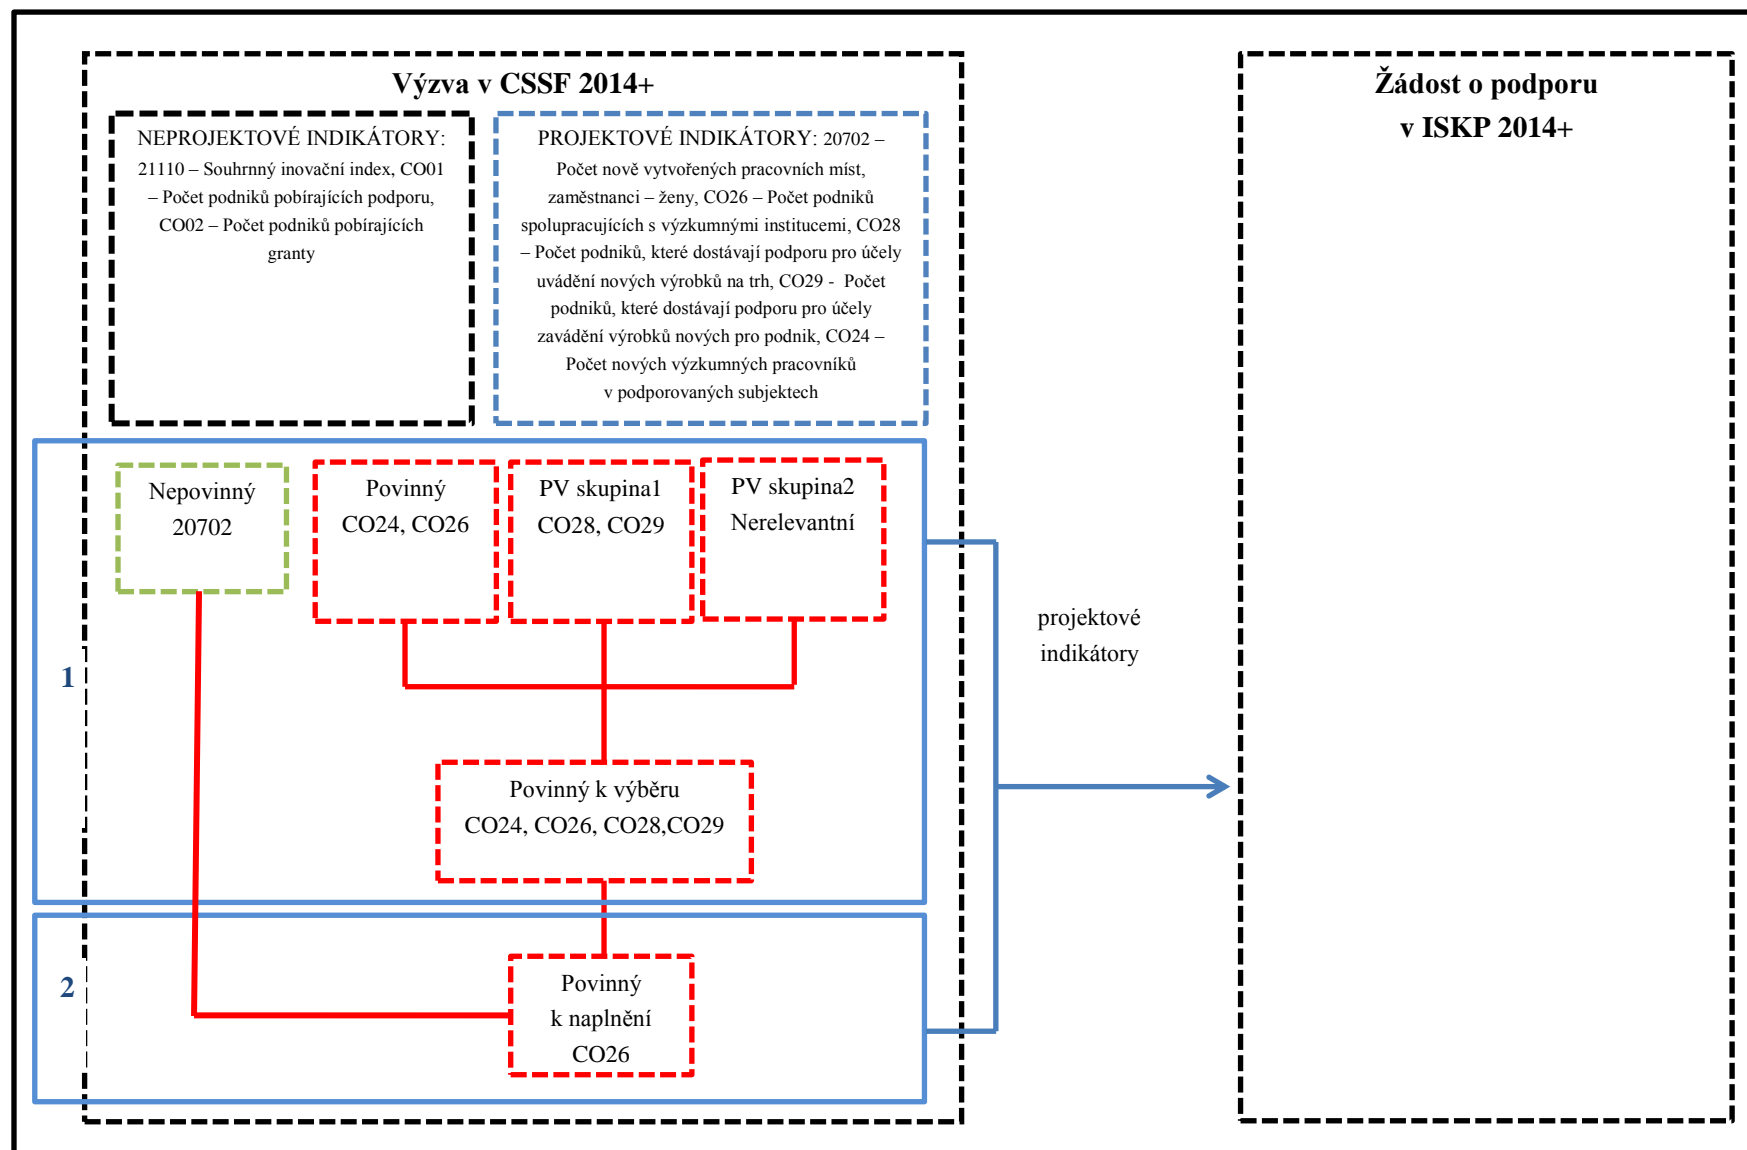 Výzva v CSSF 2014+
NEPROJEKTOVÉ INDIKÁTORY:
21110 – Souhrnný inovační index, CO01
– Počet podniků pobírajících podporu,
CO02 – Počet podniků pobírajících
granty
PROJEKTOVÉ INDIKÁTORY: 20702 –
Počet nově vytvořených pracovních míst,
zaměstnanci – ženy, CO26 – Počet podniků
spolupracujících s výzkumnými institucemi, CO28
– Počet podniků, které dostávají podporu pro účely
uvádění nových výrobků na trh, CO29 - Počet
podniků, které dostávají podporu pro účely
zavádění výrobků nových pro podnik, CO24 –
Počet nových výzkumných pracovníků
v podporovaných subjektech
Žádost o podporu
v ISKP 2014+
Nepovinný
20702
Povinný
CO24, CO26
PV skupina1
CO28, CO29
PV skupina2
Nerelevantní
1
Povinný k výběru
CO24, CO26, CO28,CO29
projektové
indikátory
2
Povinný
k naplnění
CO26